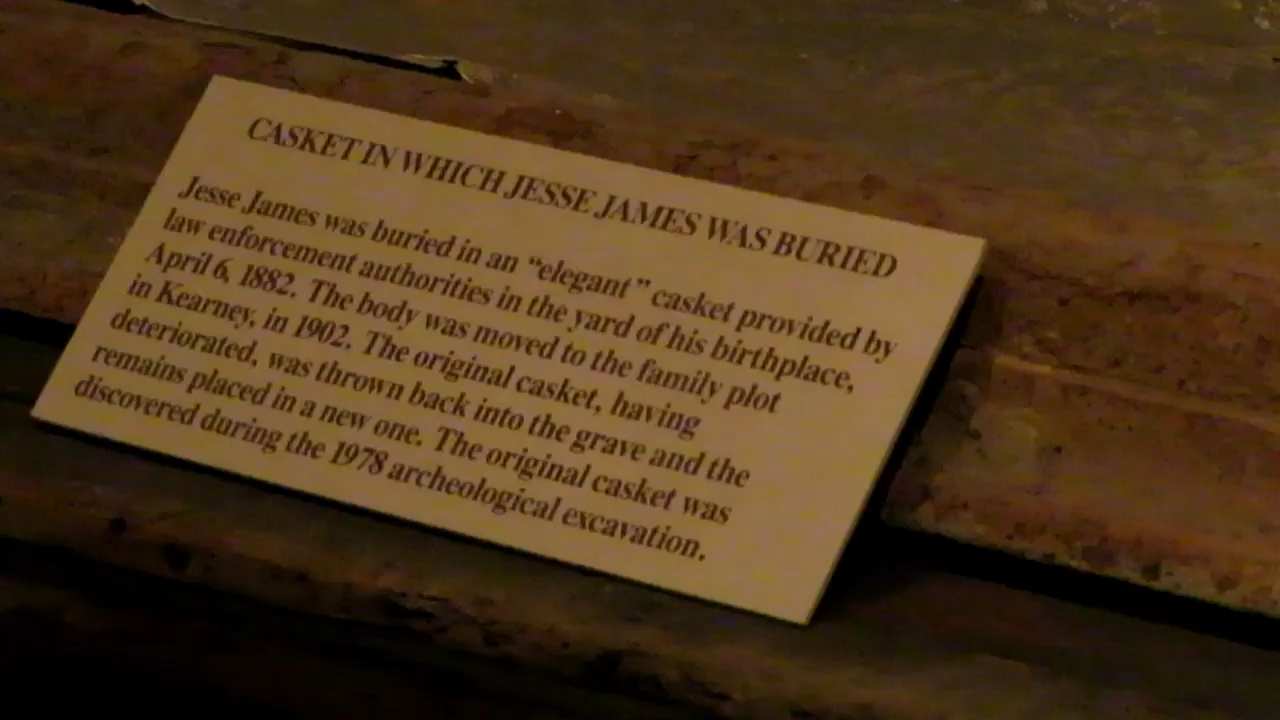 CASKET IN WHICH JESSE JAMES WAS BURIED
Jesse James was buried in an “elegant” casket provided by
law enforcement authorities in the yard of his birthplace,
April 6, 1882. The body was moved to the family plot
in Kearney, in 1902. The original casket, having
deteriorated, was thrown back into the grave and the
remains placed in a new one. The original casket was
discovered during the 1978 archeological excavation.